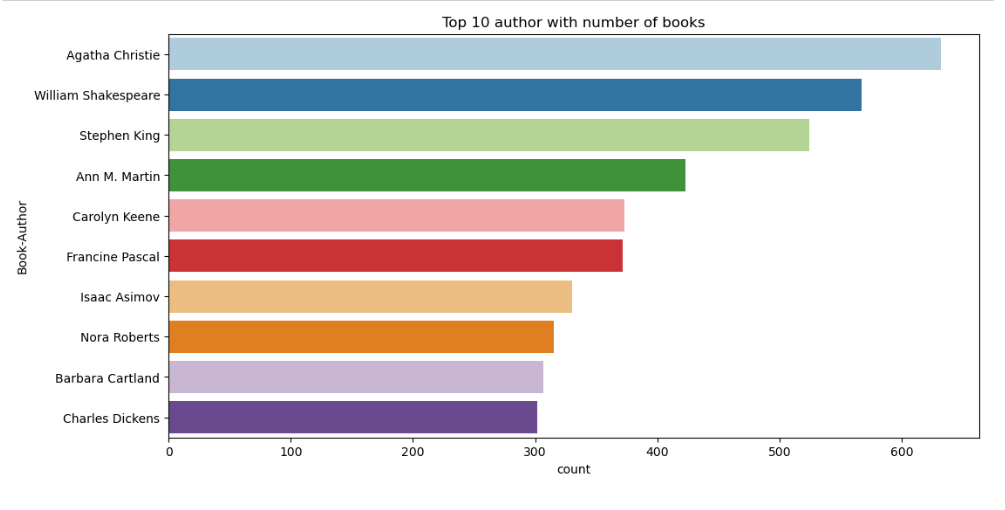 Top 10 author with number of books
Book-Author
Agatha Christie
William Shakespeare
Stephen King
Ann M. Martin
Carolyn Keene
Francine Pascal
Isaac Asimov
Nora Roberts
Barbara Cartland
Charles Dickens
0 100 200 300 400 500 600
count